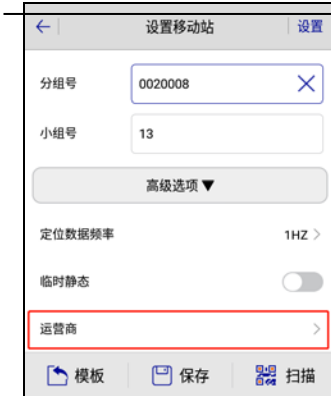 设置移动站 设置
分组号 0020008
小组号 13
高级选项▼
定位数据频率 1HZ
临时静态
运营商
模板 保存 扫描